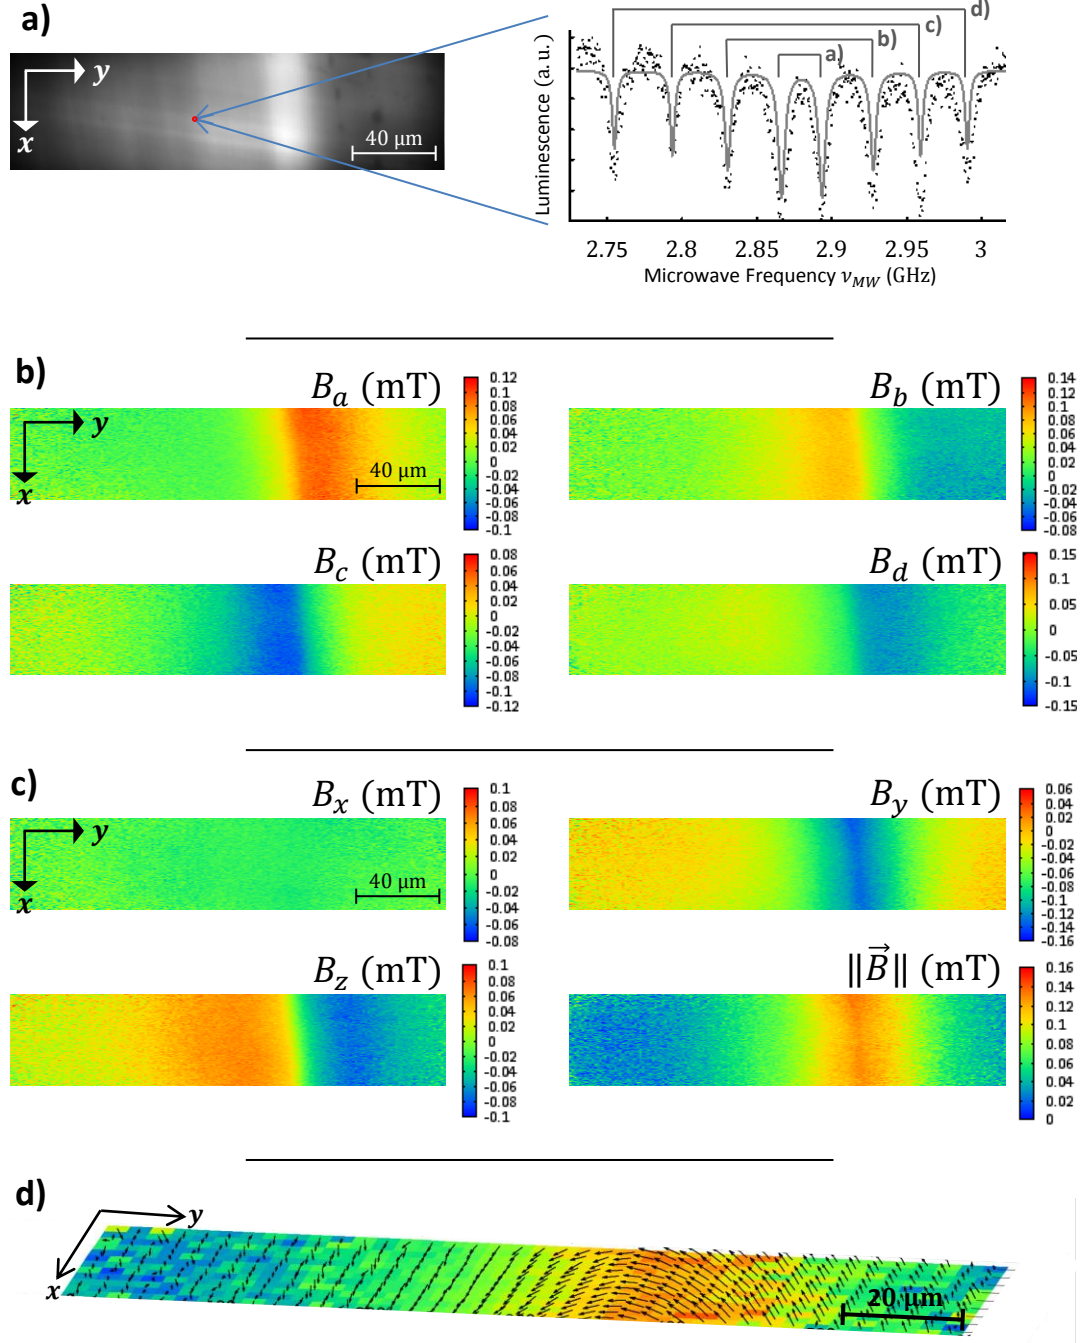 a)
y
x
40 μm
d)
c)
b)
a)
Luminescence (a. u.)
2.75 2.8 2.85 2.9 2.95 3
Microwave Frequency ν_MW (GHz)
b)
B_a (mT)
y
x
40 μm
0.12
0.1
0.08
0.06
0.04
0.02
0
-0.02
-0.04
-0.06
-0.08
-0.1
B_b (mT)
0.14
0.12
0.1
0.08
0.06
0.04
0.02
0
-0.02
-0.04
-0.06
-0.08
B_c (mT)
0.08
0.06
0.04
0.02
0
-0.02
-0.04
-0.06
-0.08
-0.1
-0.12
B_d (mT)
0.15
0.1
0.05
0
-0.05
-0.1
-0.15
c)
B_x (mT)
y
x
40 μm
0.1
0.08
0.06
0.04
0.02
0
-0.02
-0.04
-0.06
-0.08
B_y (mT)
0.06
0.04
0.02
0
-0.02
-0.04
-0.06
-0.08
-0.1
-0.12
-0.14
-0.16
B_z (mT)
0.1
0.08
0.06
0.04
0.02
0
-0.02
-0.04
-0.06
-0.08
-0.1
‖B⃗‖ (mT)
0.16
0.14
0.12
0.1
0.08
0.06
0.04
0.02
0
d)
y
x
20 μm